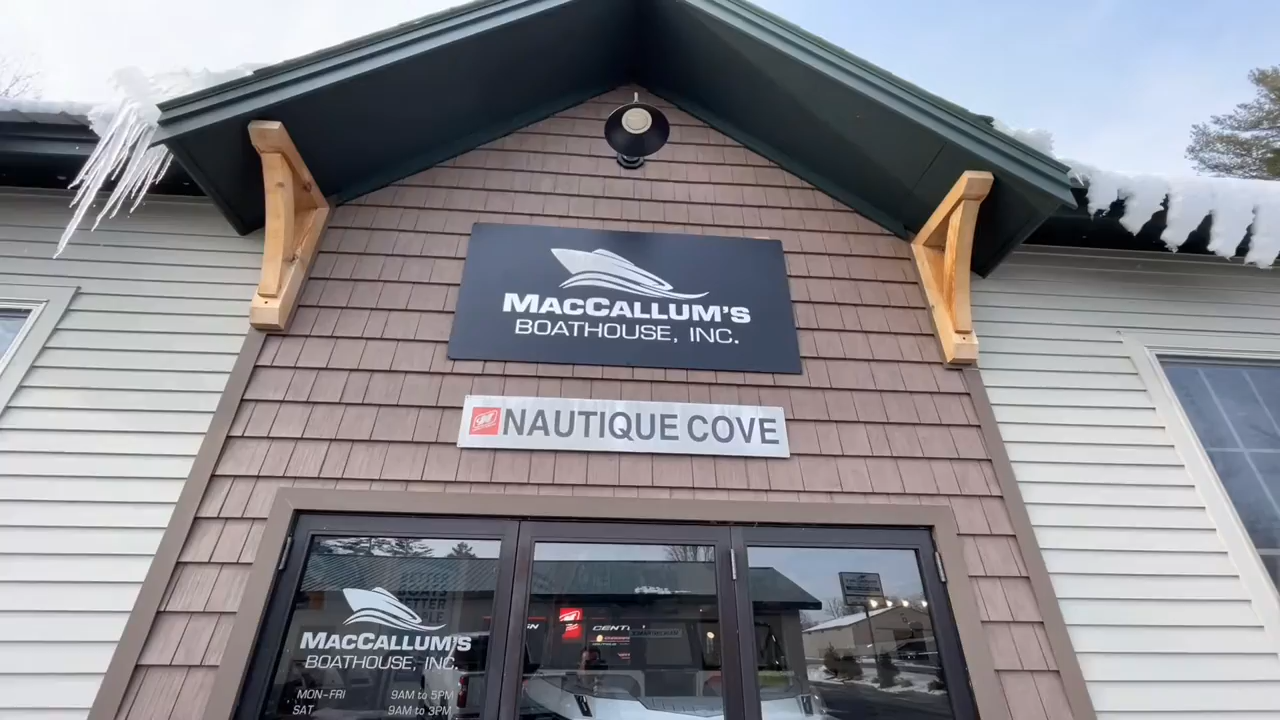 MACCALLUM'S
BOATHOUSE, INC.
NAUTIQUE COVE
MACCALLUM'S
BOATHOUSE, INC.
MON-FRI 9AM to 5PM
SAT 9AM to 3PM